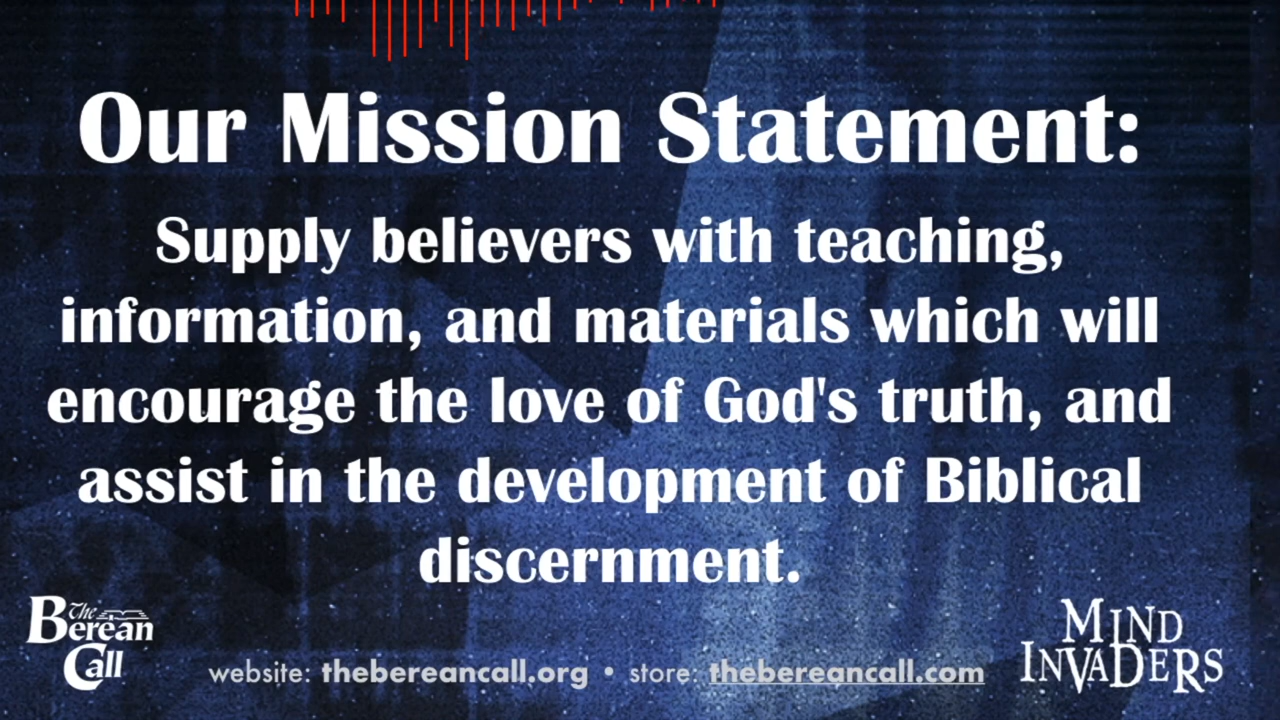 Our Mission Statement:
Supply believers with teaching,
information, and materials which will
encourage the love of God's truth, and
assist in the development of Biblical
discernment.
The
Berean
Call
website: thebereancall.org • store: thebereancall.com
MIND
INVADERS